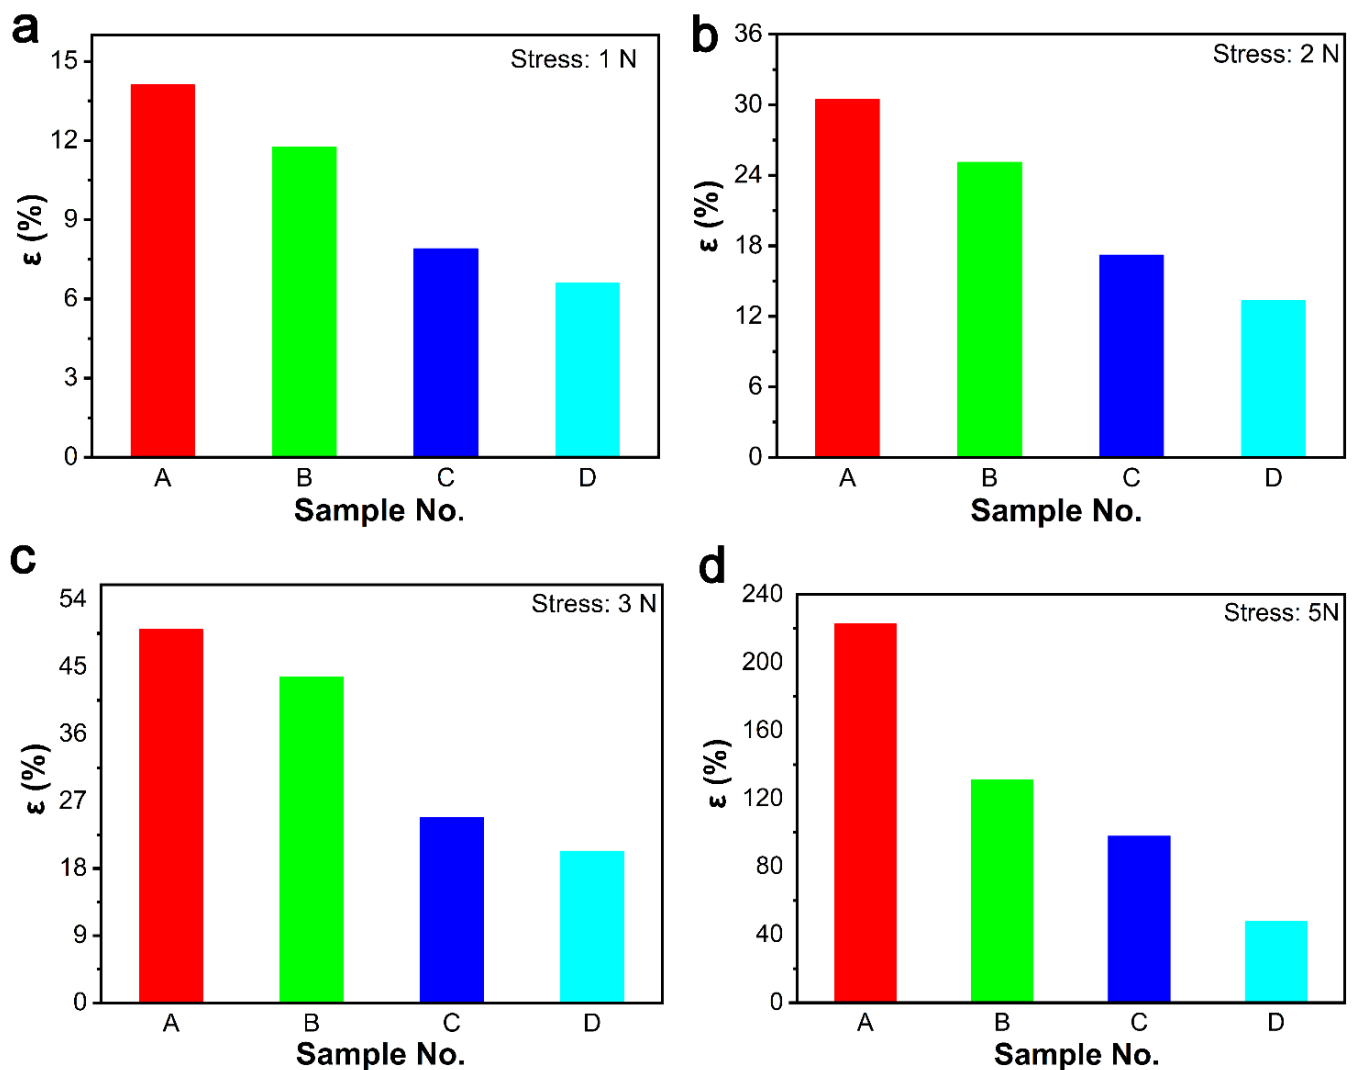 a
Stress: 1 N
15
12
9
6
3
0
ε (%)
A B C D
Sample No.
b
Stress: 2 N
36
30
24
18
12
6
0
ε (%)
A B C D
Sample No.
c
Stress: 3 N
54
45
36
27
18
9
0
ε (%)
A B C D
Sample No.
d
Stress: 5N
240
200
160
120
80
40
0
ε (%)
A B C D
Sample No.